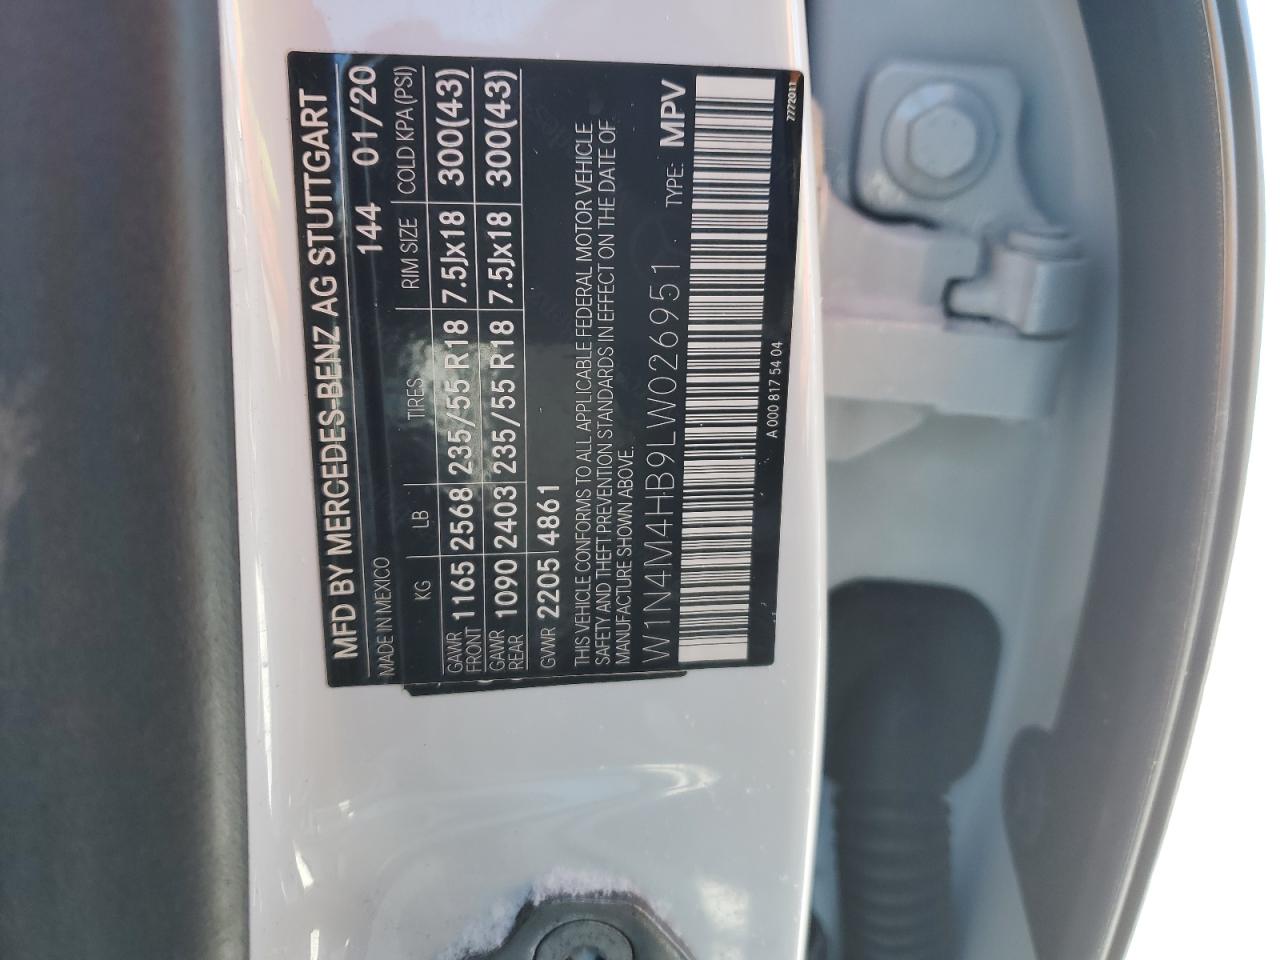 MFD BY MERCEDES-BENZ AG STUTTGART
MADE IN MEXICO 144 01/20
KG LB TIRES RIM SIZE COLD KPA (PSI)
GAWR FRONT 1165 2568 235/55 R18 7.5Jx18 300(43)
GAWR REAR 1090 2403 235/55 R18 7.5Jx18 300(43)
GVWR 2205 4861
THIS VEHICLE CONFORMS TO ALL APPLICABLE FEDERAL MOTOR VEHICLE
SAFETY AND THEFT PREVENTION STANDARDS IN EFFECT ON THE DATE OF
MANUFACTURE SHOWN ABOVE.
W1N4M4HB9LW026951 TYPE: MPV
A 000 817 54 04